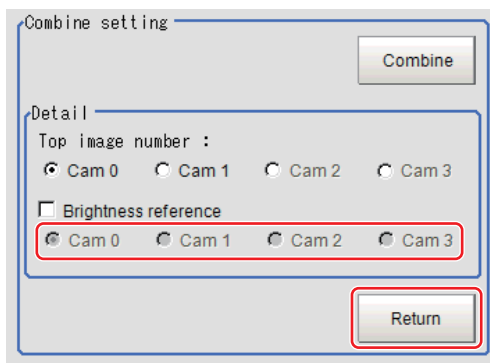 Combine setting
Combine
Detail
Top image number :
Cam 0 Cam 1 Cam 2 Cam 3
Brightness reference
Cam 0 Cam 1 Cam 2 Cam 3
Return